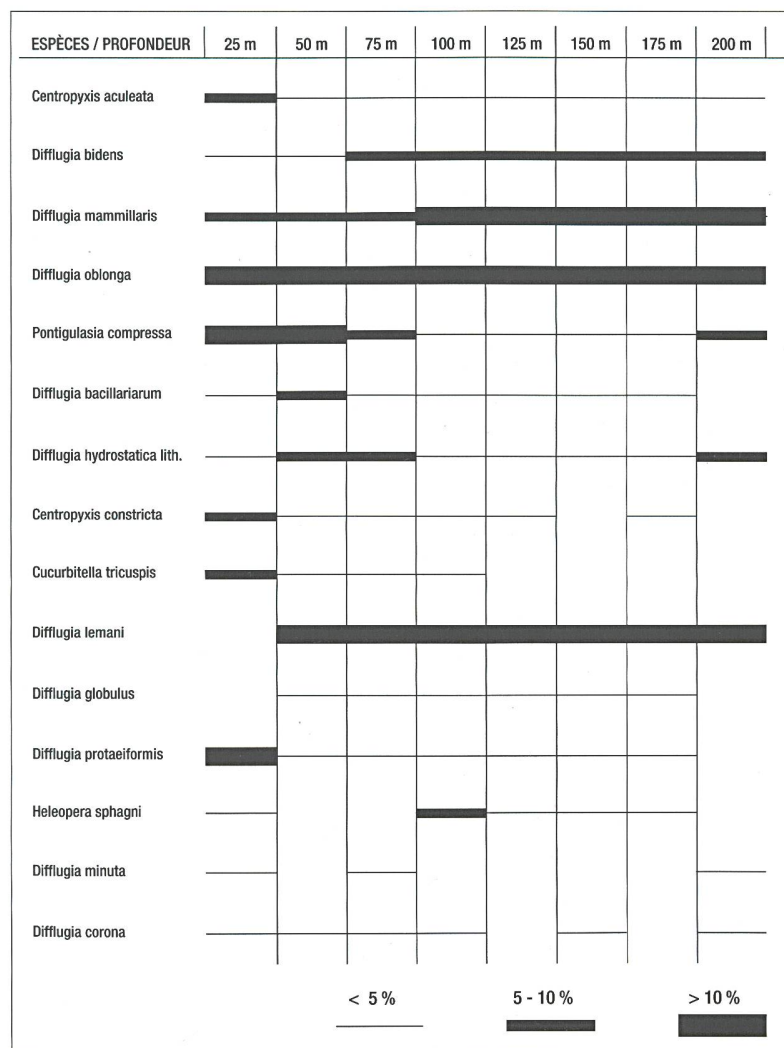 ESPÈCES / PROFONDEUR 25 m 50 m 75 m 100 m 125 m 150 m 175 m 200 m
Centropyxis aculeata
Difflugia bidens
Difflugia mammillaris
Difflugia oblonga
Pontigulasia compressa
Difflugia bacillariarum
Difflugia hydrostatica lith.
Centropyxis constricta
Cucurbitella tricuspis
Difflugia lemani
Difflugia globulus
Difflugia protaeiformis
Heleopera sphagni
Difflugia minuta
Difflugia corona
< 5 % 5 - 10 % > 10 %